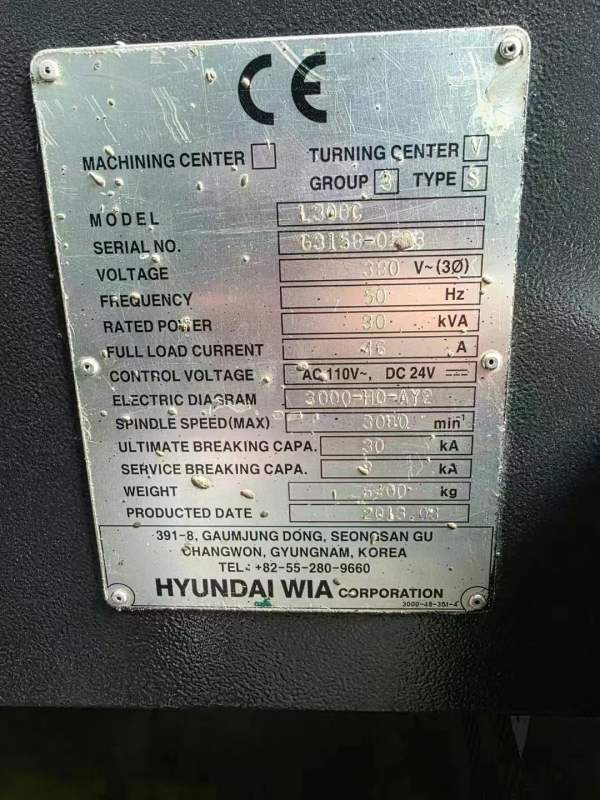 CE
MACHINING CENTER TURNING CENTER V
GROUP 3 TYPE S
MODEL L300C
SERIAL NO.
VOLTAGE 380 V~(3Ø)
FREQUENCY 50 Hz
RATED POWER 30 kVA
FULL LOAD CURRENT 46 A
CONTROL VOLTAGE AC 110V~, DC 24V
ELECTRIC DIAGRAM 3000-HQ-AY2
SPINDLE SPEED(MAX) min⁻¹
ULTIMATE BREAKING CAPA. 30 kA
SERVICE BREAKING CAPA. kA
WEIGHT kg
PRODUCTED DATE
391-8, GAUMJUNG DONG, SEONGSAN GU
CHANGWON, GYUNGNAM, KOREA
TEL. +82-55-280-9660
HYUNDAI WIA CORPORATION